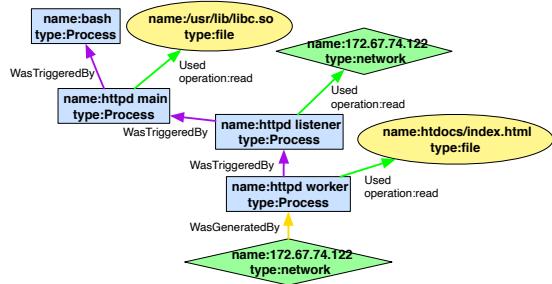 name:bash
type:Process
name:/usr/lib/libc.so
type:file
name:172.67.74.122
type:network
WasTriggeredBy
Used
operation:read
name:httpd main
type:Process
Used
operation:read
WasTriggeredBy
name:httpd listener
type:Process
name:htdocs/index.html
type:file
WasTriggeredBy
name:httpd worker
type:Process
Used
operation:read
WasGeneratedBy
name:172.67.74.122
type:network